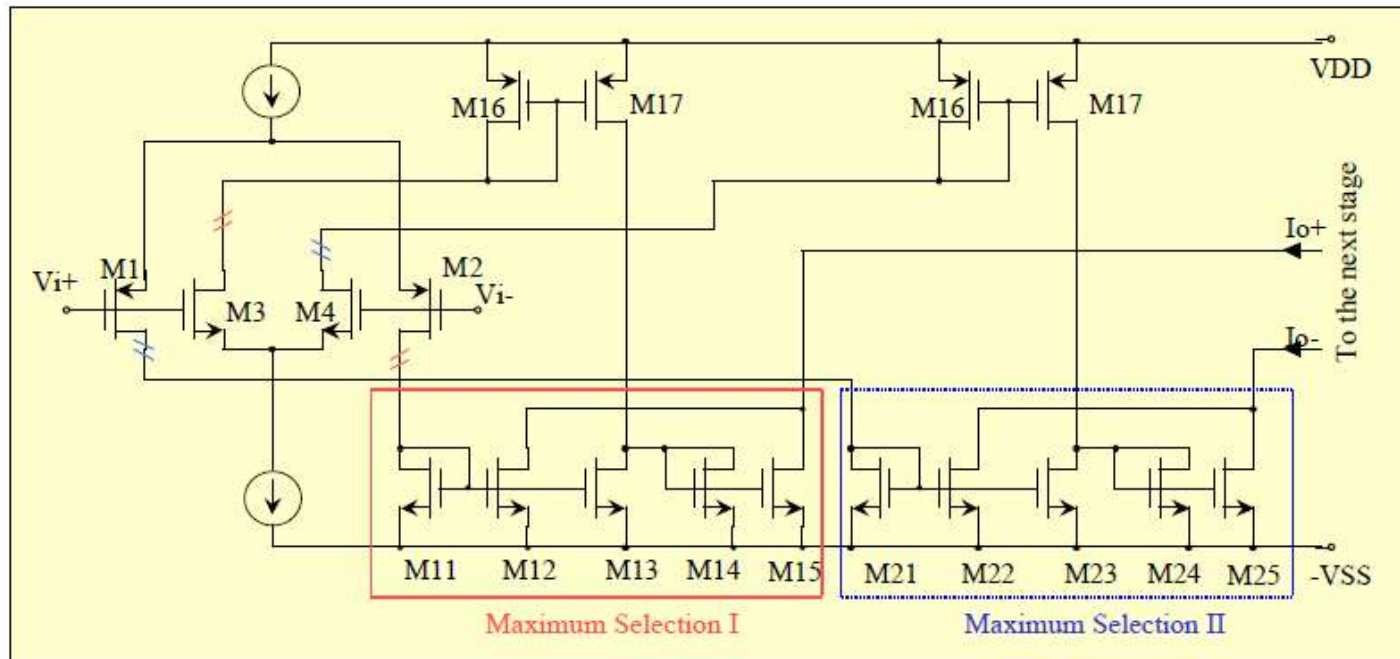 VDD
M16
M17
M16
M17
To the next stage
Io+
M1
M2
Vi+
Vi-
M3
M4
Io-
M11
M12
M13
M14
M15
M21
M22
M23
M24
M25
-VSS
Maximum Selection I
Maximum Selection II